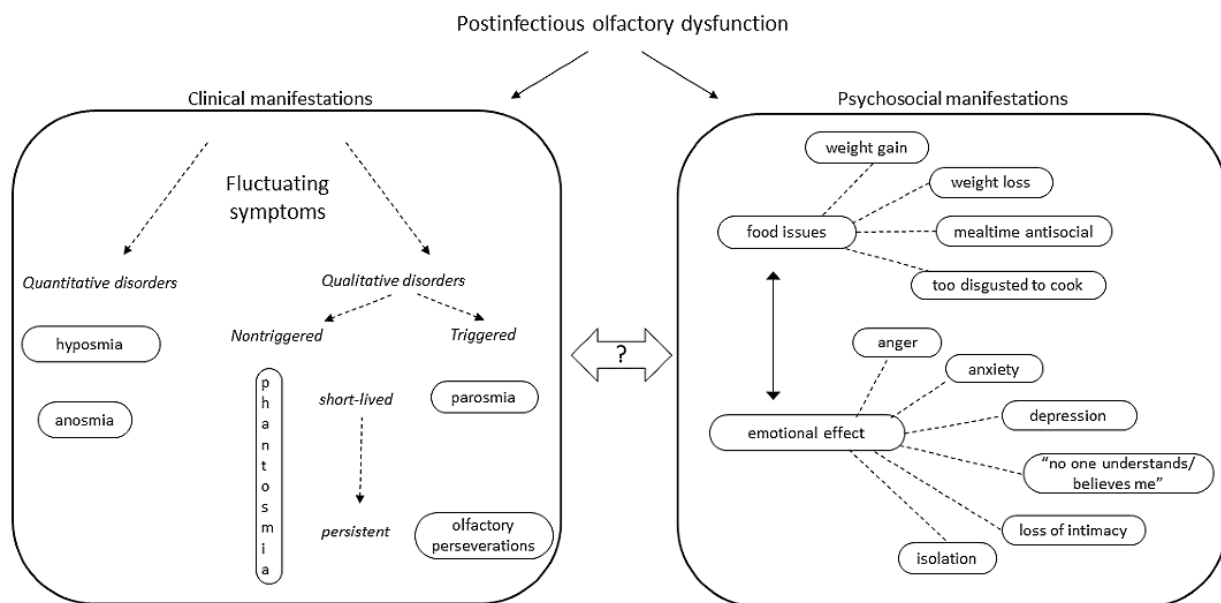 Postinfectious olfactory dysfunction
Clinical manifestations
Fluctuating
symptoms
Quantitative disorders
hyposmia
anosmia
Qualitative disorders
Nontriggered
Triggered
phantosmia
short-lived
persistent
parosmia
olfactory
perseverations
?
Psychosocial manifestations
weight gain
weight loss
food issues
mealtime antisocial
too disgusted to cook
anger
anxiety
emotional effect
depression
“no one understands/
believes me”
loss of intimacy
isolation